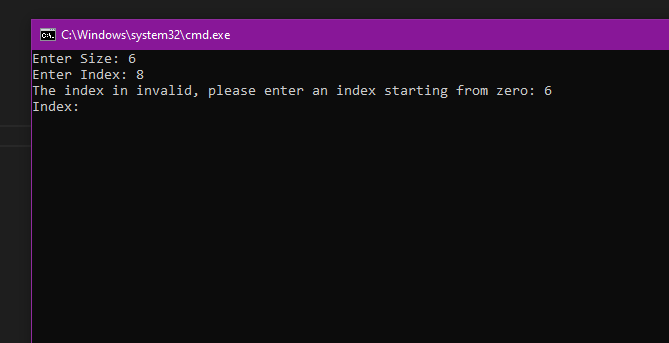 C:\Windows\system32\cmd.exe
Enter Size: 6
Enter Index: 8
The index in invalid, please enter an index starting from zero: 6
Index: